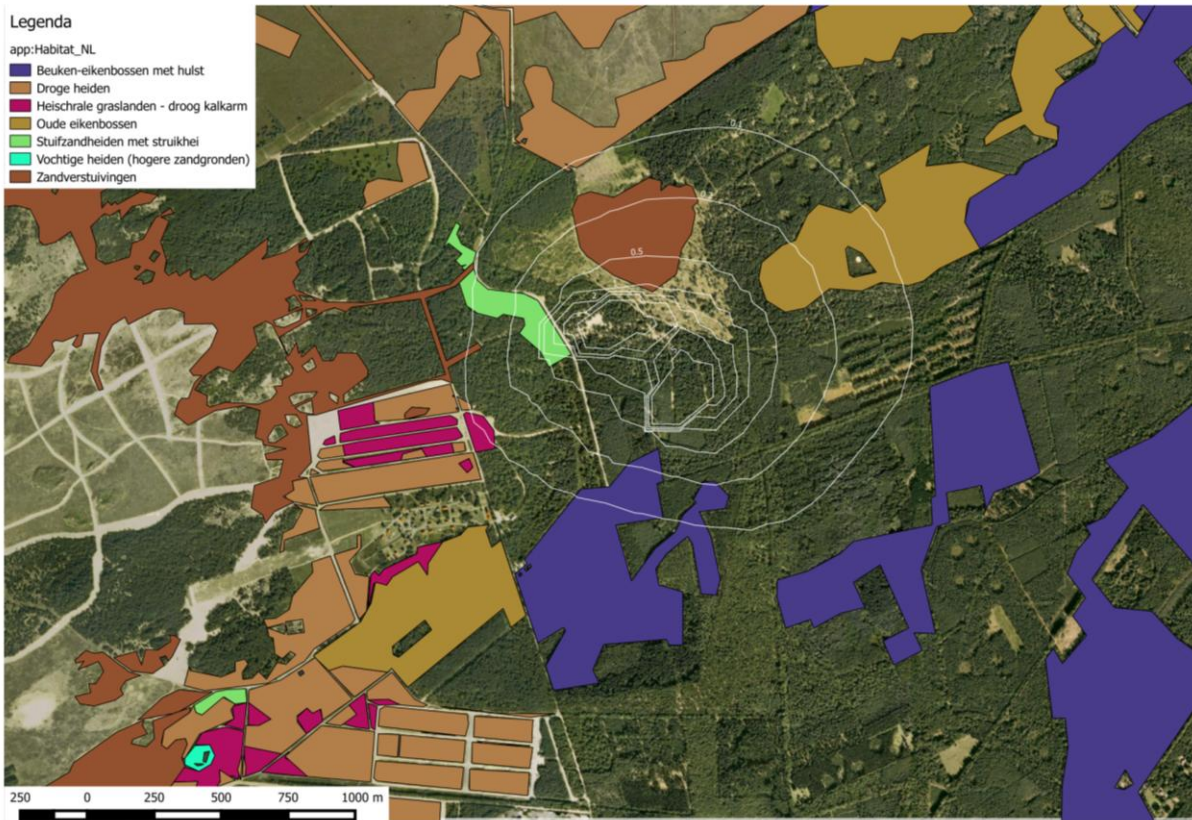 Legenda
app:Habitat_NL
Beuken-eikenbossen met hulst
Droge heiden
Heischrale graslanden - droog kalkarm
Oude eikenbossen
Stuifzandheiden met struikhei
Vochtige heiden (hogere zandgronden)
Zandverstuivingen
0.1
0.5
250 0 250 500 750 1000 m